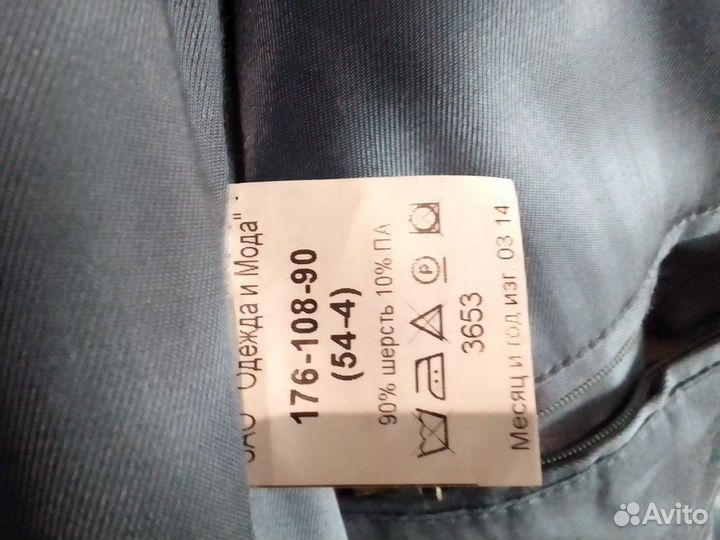 ЗАО "Одежда и Мода"
176-108-90
(54-4)
90% шерсть 10% ПА
P
3653
Месяц и год изг. 03.14
Avito